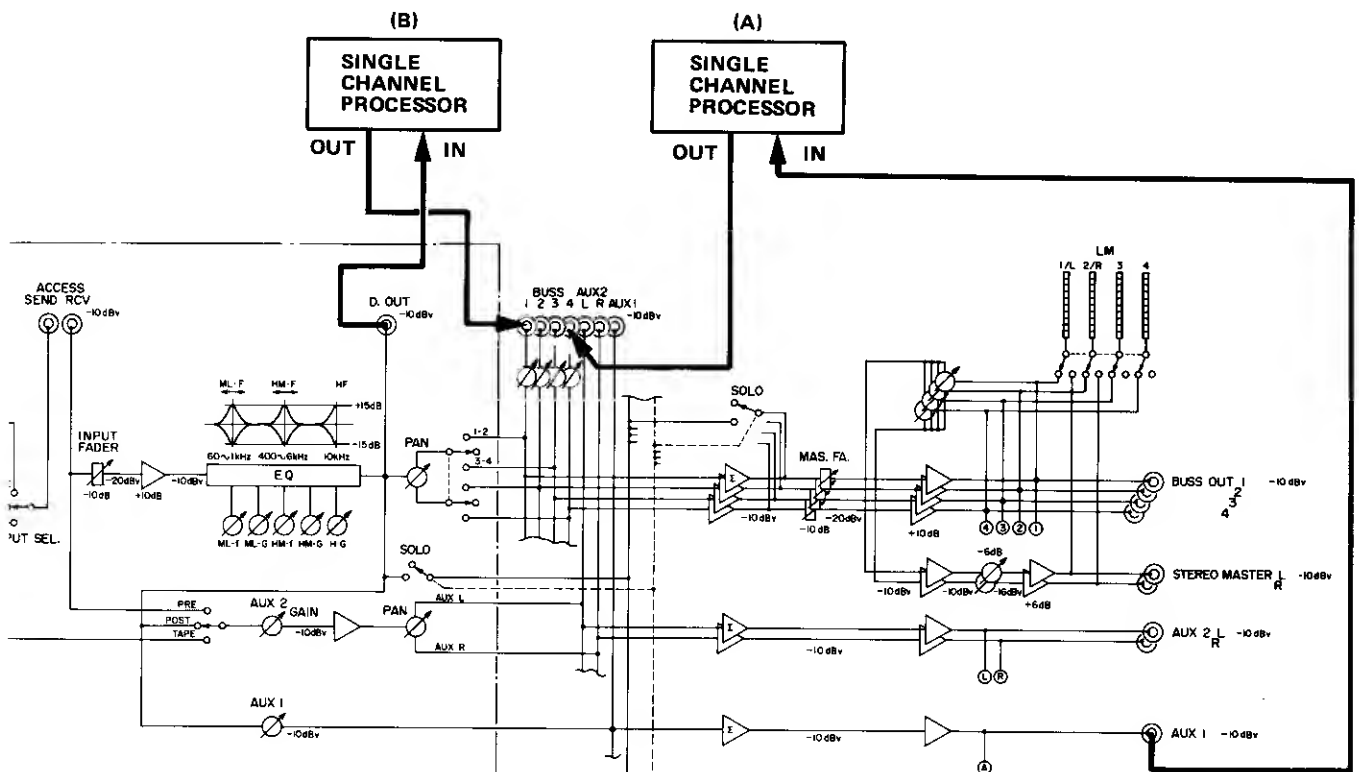 (B)
(A)
SINGLE
CHANNEL
PROCESSOR
SINGLE
CHANNEL
PROCESSOR
OUT IN
OUT IN
LM
1/L 2/R 3 4
ACCESS
SEND RCV
-10dBv
D. OUT
-10dBv
BUSS AUX2
1 2 3 4 L R AUX1
-10dBv
ML-F HM-F HF
+15dB
-15dB
60~1kHz 400~6kHz 10kHz
INPUT
FADER
-20dBv
-10dB
+10dB
-10dBv
EQ
ML-f ML-G HM-f HM-G H G
PUT SEL.
PAN
1-2
3-4
SOLO
MAS. FA.
-10dBv
-20dBv
-10dB
+10dB
4 3 2 1
BUSS OUT 1 -10dBv
2
3
4
SOLO
-6dB
-10dBv
-10dBv
-16dBv
+6dB
STEREO MASTER L -10dBv
R
PRE
POST
TAPE
AUX 2
GAIN
-10dBv
PAN
AUX L
AUX R
Σ
-10dBv
L R
AUX 2 L -10dBv
R
AUX 1
-10dBv
Σ
-10dBv
A
AUX 1 -10dBv